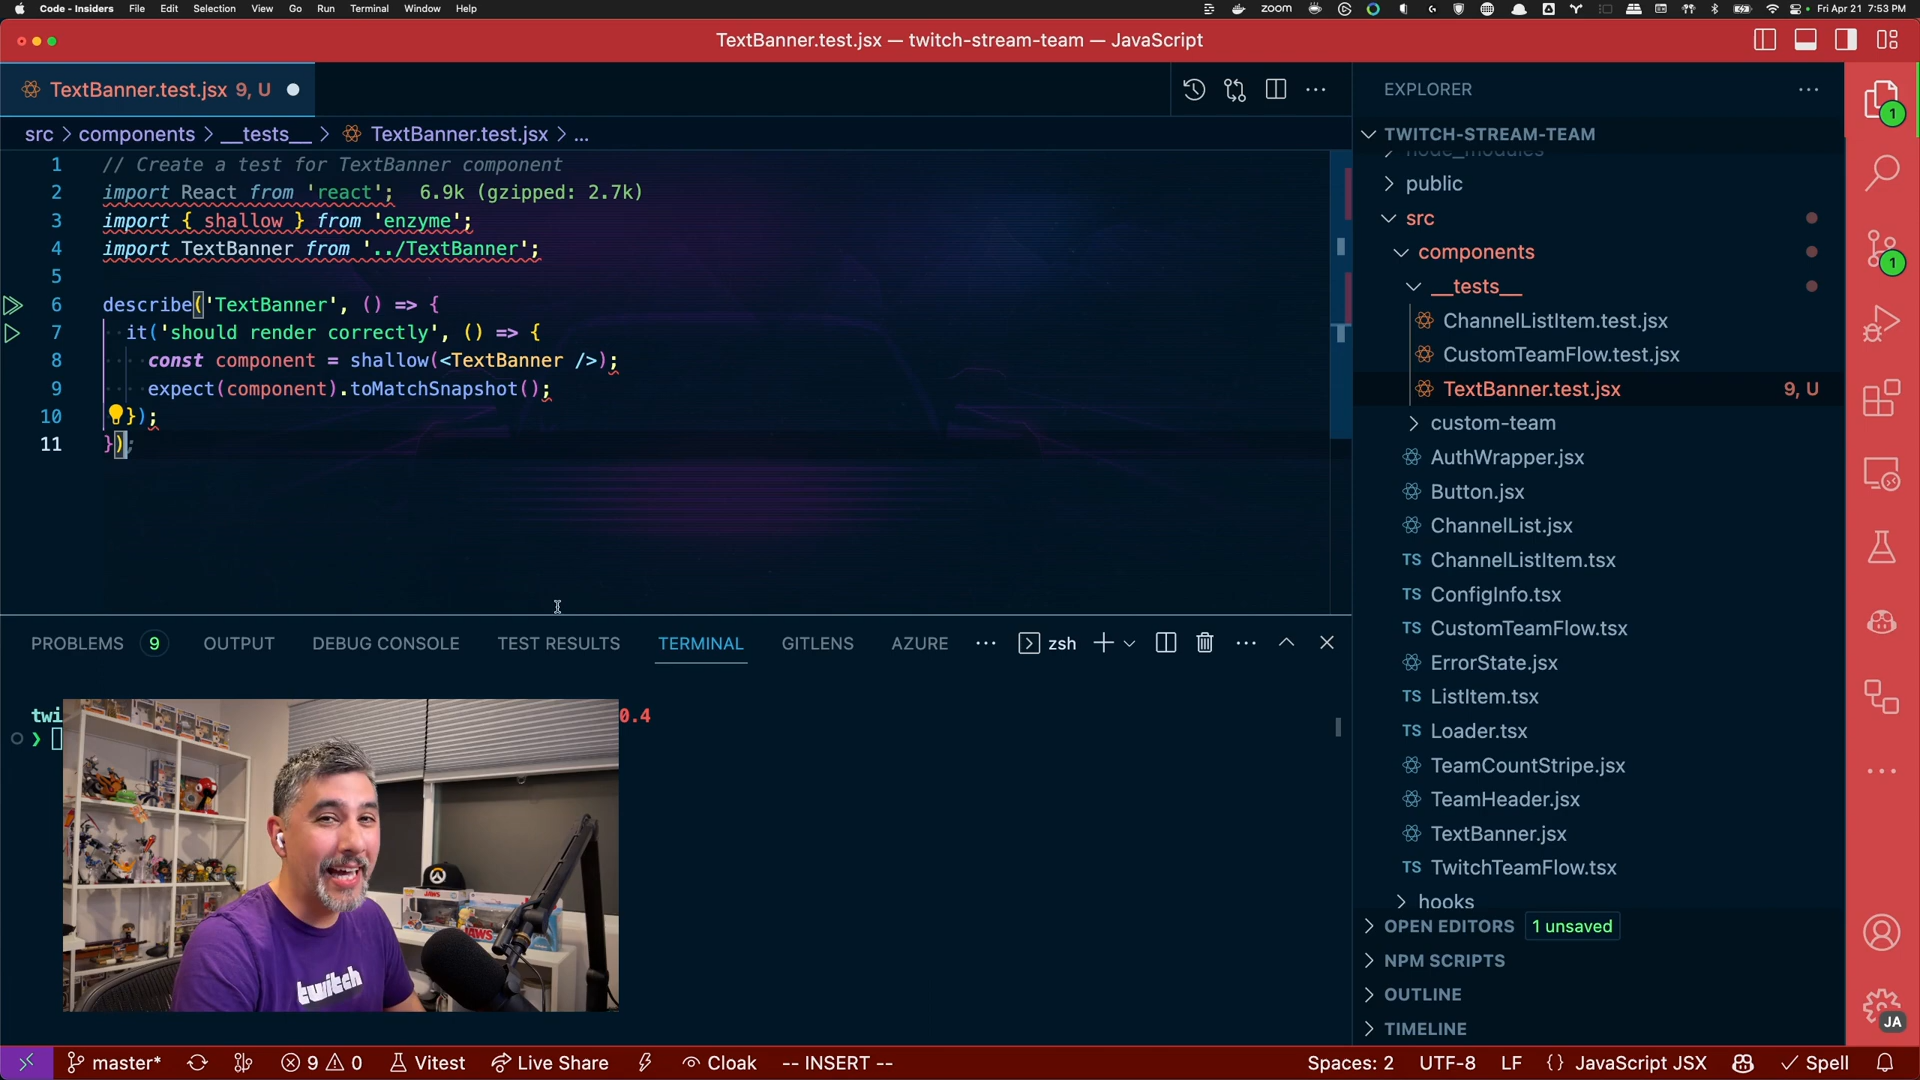 Code - Insiders File Edit Selection View Go Run Terminal Window Help zoom Fri Apr 21 7:53 PM
TextBanner.test.jsx — twitch-stream-team — JavaScript
TextBanner.test.jsx 9, U
src > components > __tests__ > TextBanner.test.jsx > ...
1 // Create a test for TextBanner component
2 import React from 'react'; 6.9k (gzipped: 2.7k)
3 import { shallow } from 'enzyme';
4 import TextBanner from '../TextBanner';
5
6 describe('TextBanner', () => {
7 it('should render correctly', () => {
8 const component = shallow(<TextBanner />);
9 expect(component).toMatchSnapshot();
10 });
11 });
PROBLEMS 9 OUTPUT DEBUG CONSOLE TEST RESULTS TERMINAL GITLENS AZURE ... zsh
twi 0.4
❯
JAWS
JAWS
twitch
EXPLORER
TWITCH-STREAM-TEAM
node_modules
public
src
components
__tests__
ChannelListItem.test.jsx
CustomTeamFlow.test.jsx
TextBanner.test.jsx 9, U
custom-team
AuthWrapper.jsx
Button.jsx
ChannelList.jsx
TS ChannelListItem.tsx
TS ConfigInfo.tsx
TS CustomTeamFlow.tsx
ErrorState.jsx
TS ListItem.tsx
TS Loader.tsx
TeamCountStripe.jsx
TeamHeader.jsx
TextBanner.jsx
TS TwitchTeamFlow.tsx
hooks
OPEN EDITORS 1 unsaved
NPM SCRIPTS
OUTLINE
TIMELINE
1
1
JA
master* 9 0 Vitest Live Share Cloak -- INSERT -- Spaces: 2 UTF-8 LF {} JavaScript JSX Spell